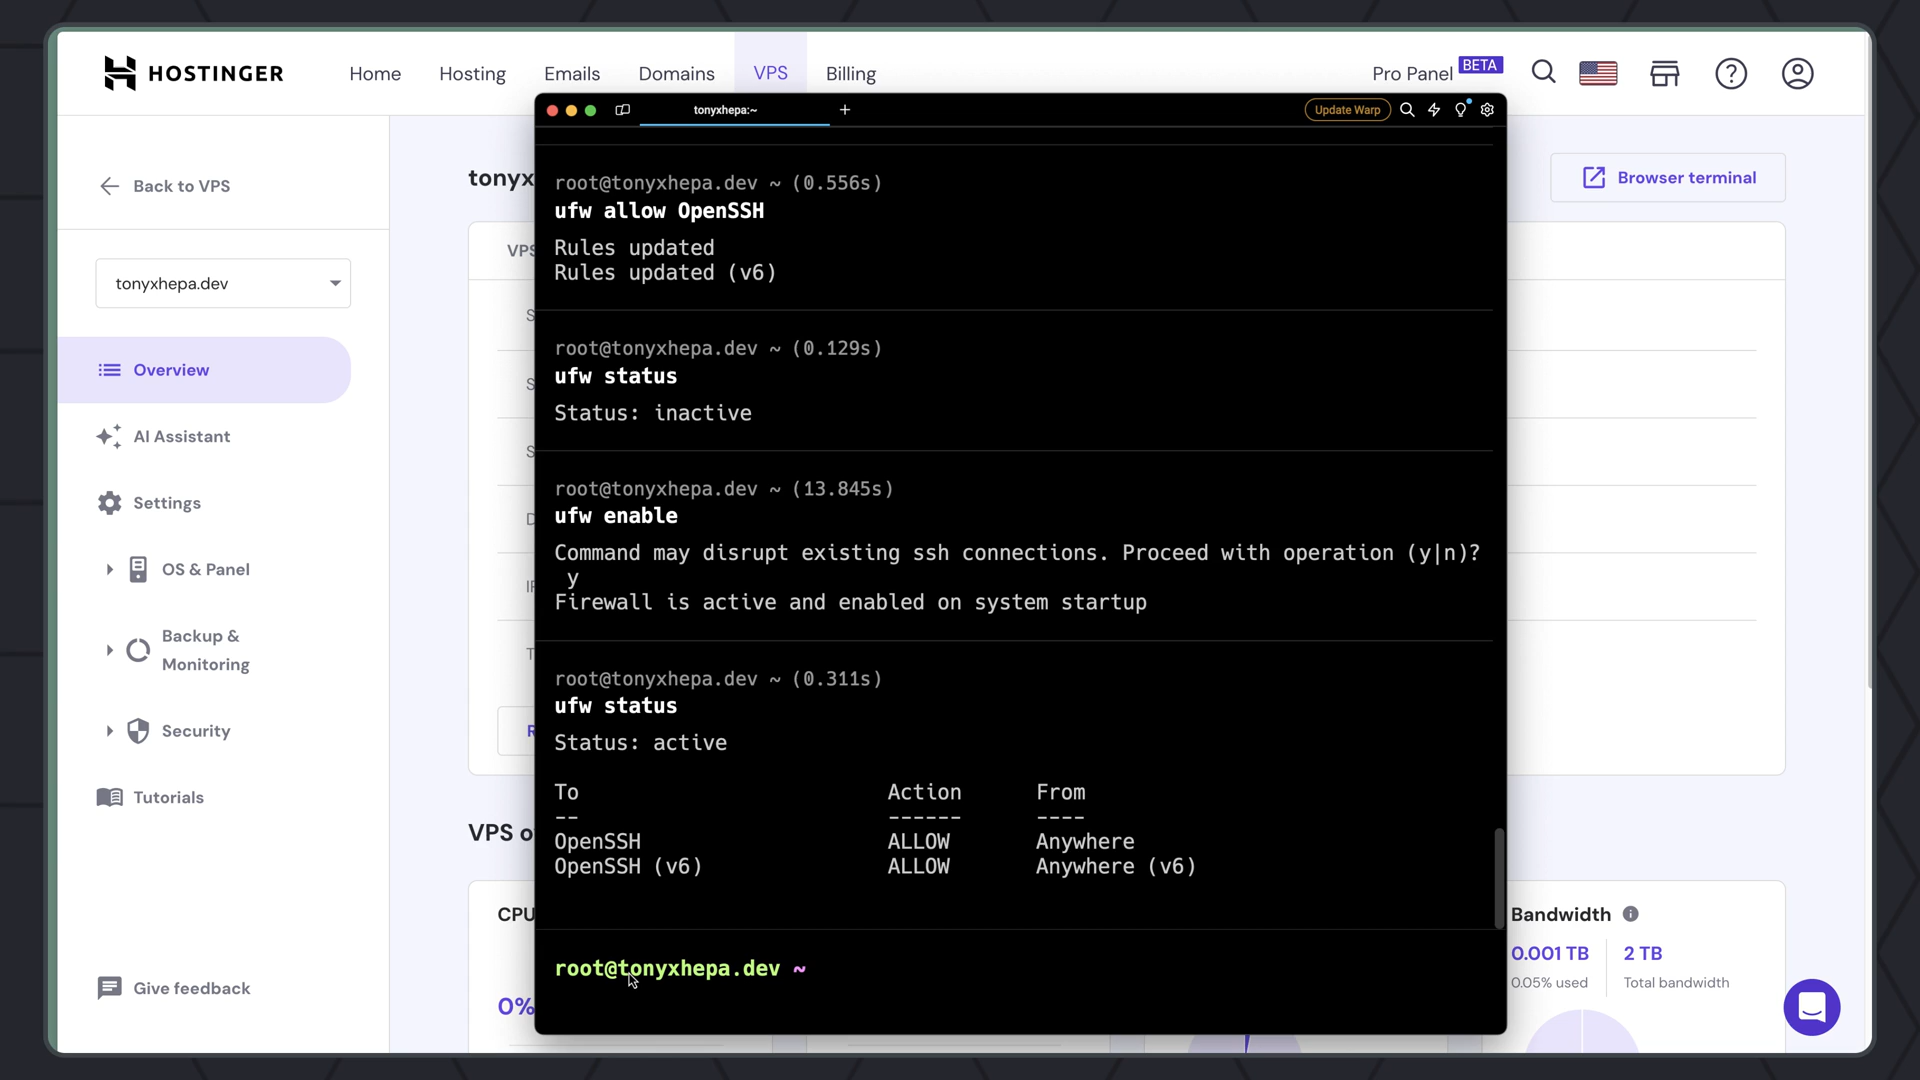 HOSTINGER
Home
Hosting
Emails
Domains
VPS
Billing
Pro Panel
BETA
tonyxhepa:~
+
Update Warp
Back to VPS
tonyxhepa.dev
Overview
AI Assistant
Settings
OS & Panel
Backup &
Monitoring
Security
Tutorials
Give feedback
tonyx
Browser terminal
VPS
S
S
S
D
IP
T
R
root@tonyxhepa.dev ~ (0.556s)
ufw allow OpenSSH
Rules updated
Rules updated (v6)
root@tonyxhepa.dev ~ (0.129s)
ufw status
Status: inactive
root@tonyxhepa.dev ~ (13.845s)
ufw enable
Command may disrupt existing ssh connections. Proceed with operation (y|n)?
y
Firewall is active and enabled on system startup
root@tonyxhepa.dev ~ (0.311s)
ufw status
Status: active
To Action From
-- ------ ----
OpenSSH ALLOW Anywhere
OpenSSH (v6) ALLOW Anywhere (v6)
root@tonyxhepa.dev ~
VPS o
CPU
0%
Bandwidth
0.001 TB
0.05% used
2 TB
Total bandwidth